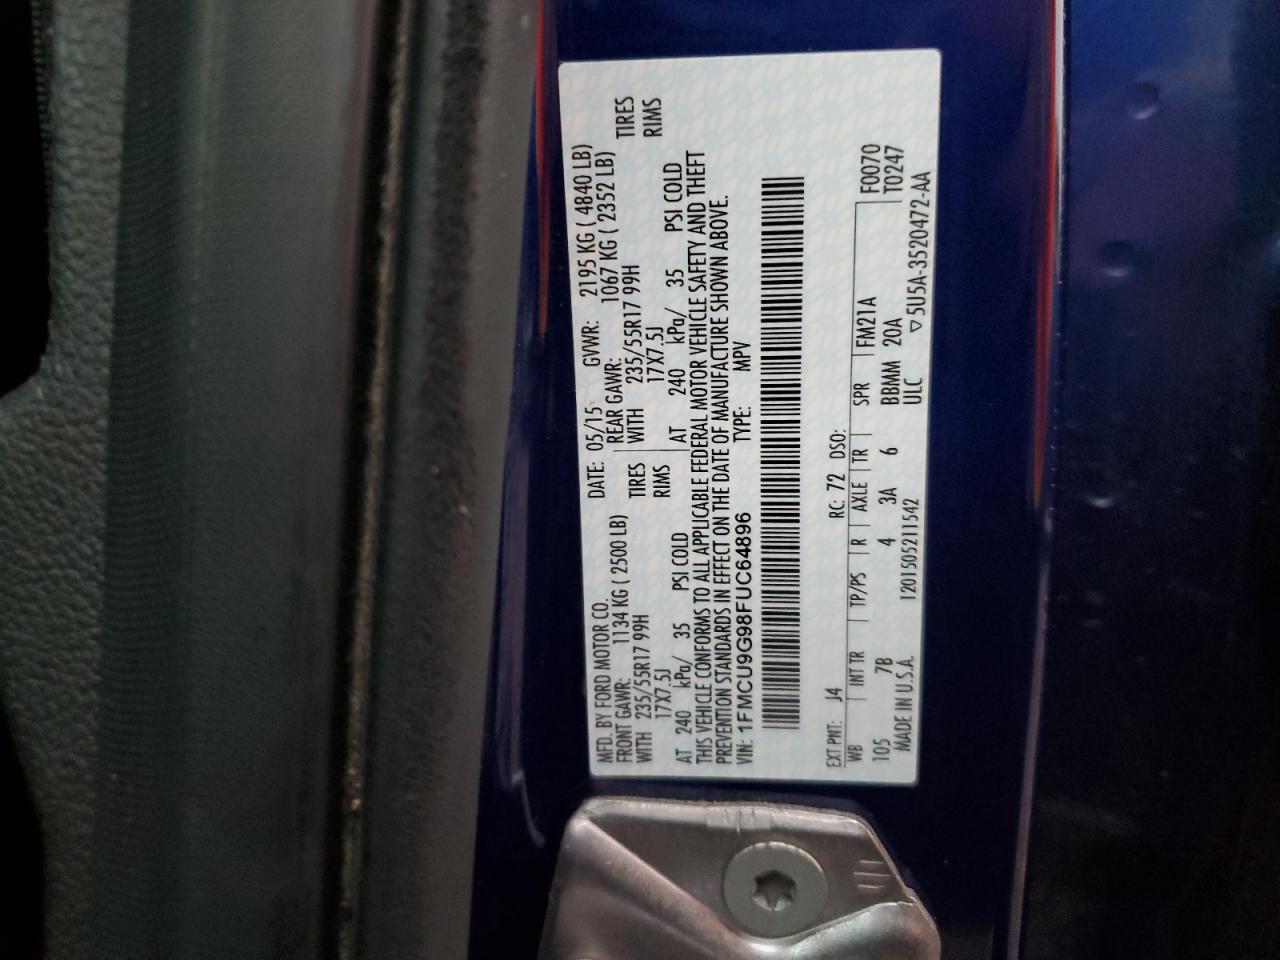 MFD. BY FORD MOTOR CO. DATE: 05/15 GVWR: 2195 KG ( 4840 LB)
FRONT GAWR: 1134 KG ( 2500 LB) REAR GAWR: 1067 KG ( 2352 LB)
WITH 235/55R17 99H TIRES WITH 235/55R17 99H TIRES
17X7.5J RIMS 17X7.5J RIMS
AT 240 kPa/ 35 PSI COLD AT 240 kPa/ 35 PSI COLD
THIS VEHICLE CONFORMS TO ALL APPLICABLE FEDERAL MOTOR VEHICLE SAFETY AND THEFT
PREVENTION STANDARDS IN EFFECT ON THE DATE OF MANUFACTURE SHOWN ABOVE.
VIN: 1FMCU9G98FUC64896 TYPE: MPV
EXT PNT: J4 RC: 72 DSO:
WB INT TR TP/PS R AXLE TR SPR FM21A F0070
105 7B 4 3A 6 BBMM 20A T0247
MADE IN U.S.A. 12015052115​42 ULC ▽5U5A-3520472-AA